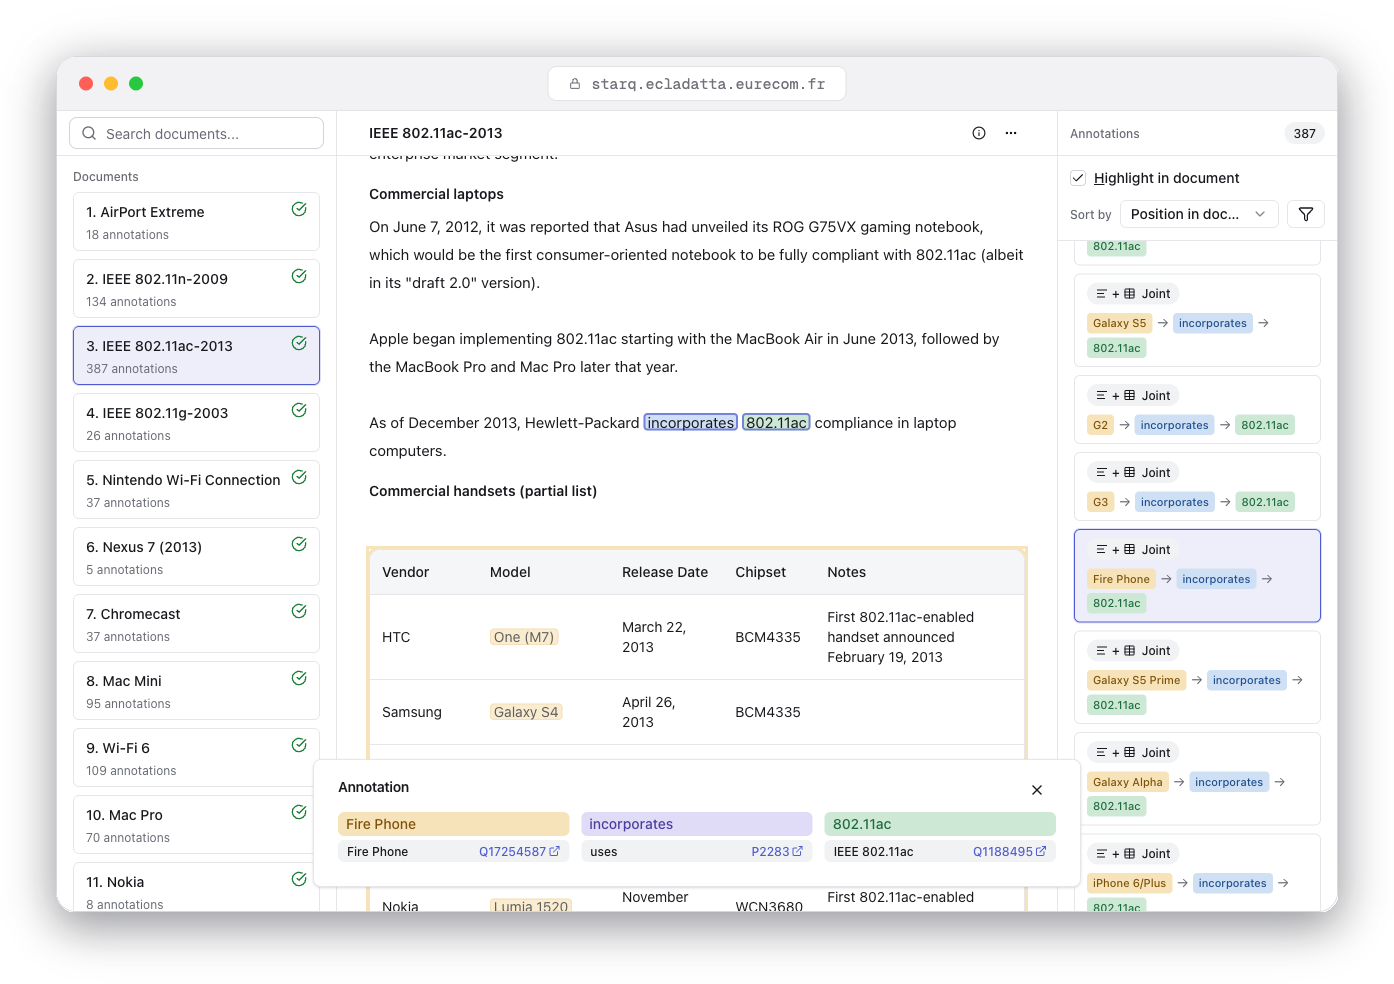 starq.ecladatta.eurecom.fr
Search documents...
Documents
1. AirPort Extreme
18 annotations
2. IEEE 802.11n-2009
134 annotations
3. IEEE 802.11ac-2013
387 annotations
4. IEEE 802.11g-2003
26 annotations
5. Nintendo Wi-Fi Connection
37 annotations
6. Nexus 7 (2013)
5 annotations
7. Chromecast
37 annotations
8. Mac Mini
95 annotations
9. Wi-Fi 6
109 annotations
10. Mac Pro
70 annotations
11. Nokia
8 annotations
IEEE 802.11ac-2013
enterprise market segment.
Commercial laptops
On June 7, 2012, it was reported that Asus had unveiled its ROG G75VX gaming notebook,
which would be the first consumer-oriented notebook to be fully compliant with 802.11ac (albeit
in its "draft 2.0" version).
Apple began implementing 802.11ac starting with the MacBook Air in June 2013, followed by
the MacBook Pro and Mac Pro later that year.
As of December 2013, Hewlett-Packard incorporates 802.11ac compliance in laptop
computers.
Commercial handsets (partial list)
Vendor Model Release Date Chipset Notes
HTC One (M7) March 22, 2013 BCM4335 First 802.11ac-enabled handset announced February 19, 2013
Samsung Galaxy S4 April 26, 2013 BCM4335
Nokia Lumia 1520 November WCN3680 First 802.11ac-enabled
Annotation
Fire Phone incorporates 802.11ac
Fire Phone Q17254587 uses P2283 IEEE 802.11ac Q1188495
Annotations 387
Highlight in document
Sort by Position in doc...
802.11ac
+ Joint
Galaxy S5 → incorporates →
802.11ac
+ Joint
G2 → incorporates → 802.11ac
+ Joint
G3 → incorporates → 802.11ac
+ Joint
Fire Phone → incorporates →
802.11ac
+ Joint
Galaxy S5 Prime → incorporates →
802.11ac
+ Joint
Galaxy Alpha → incorporates →
802.11ac
+ Joint
iPhone 6/Plus → incorporates →
802.11ac